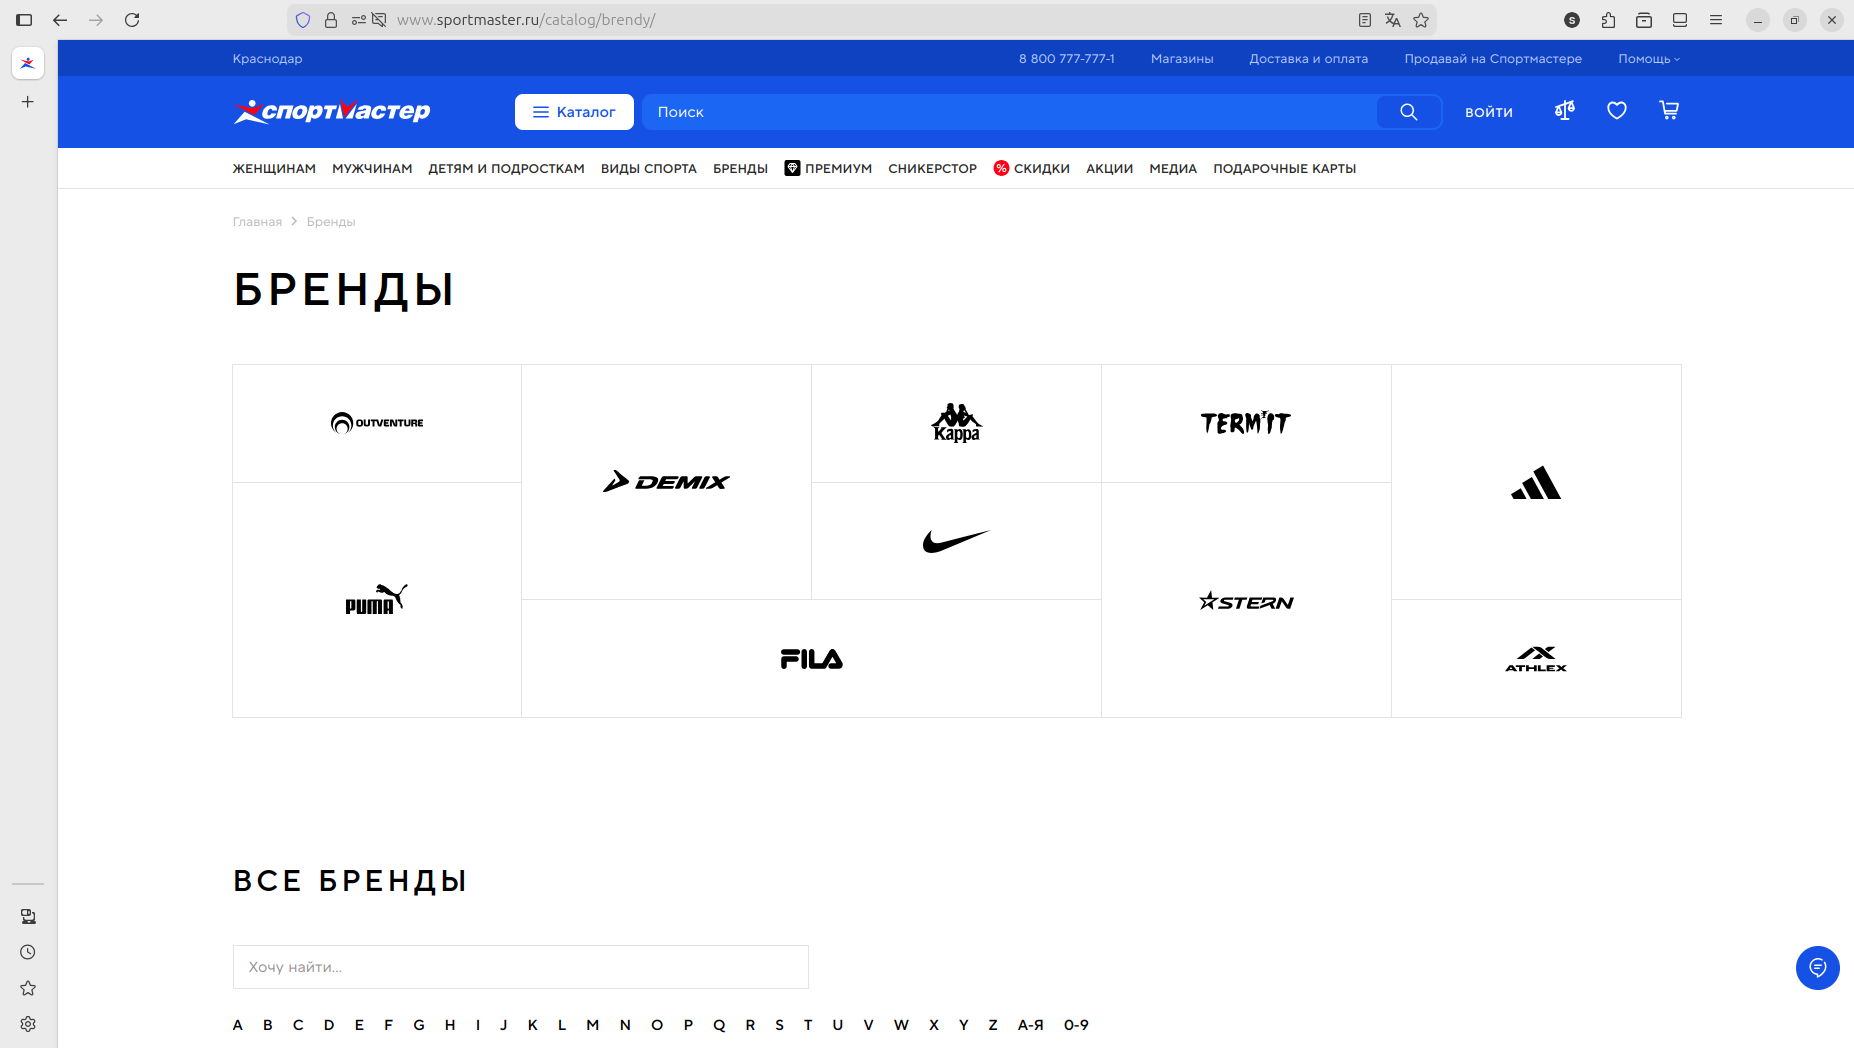 www.sportmaster.ru/catalog/brendy/
Краснодар
8 800 777-777-1
Магазины
Доставка и оплата
Продавай на Спортмастере
Помощь
спортмастер
Каталог
Поиск
ВОЙТИ
ЖЕНЩИНАМ МУЖЧИНАМ ДЕТЯМ И ПОДРОСТКАМ ВИДЫ СПОРТА БРЕНДЫ ПРЕМИУМ СНИКЕРСТОР % СКИДКИ АКЦИИ МЕДИА ПОДАРОЧНЫЕ КАРТЫ
Главная Бренды
БРЕНДЫ
OUTVENTURE
DEMIX
Kappa
TERMIT
PUMA
STERN
FILA
ATHLEX
ВСЕ БРЕНДЫ
Хочу найти...
A B C D E F G H I J K L M N O P Q R S T U V W X Y Z А-Я 0-9